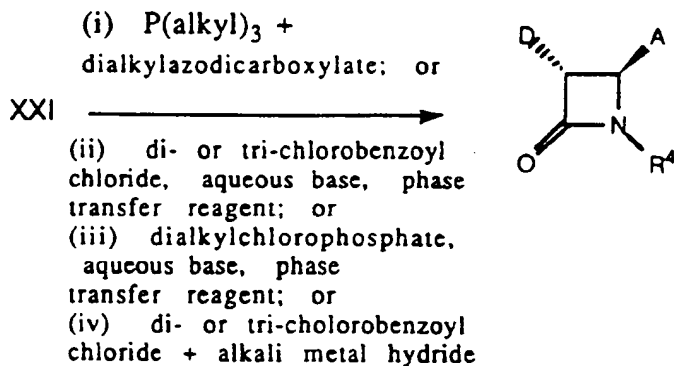 (i) P(alkyl)3 +
dialkylazodicarboxylate; or
XXI
(ii) di- or tri-chlorobenzoyl
chloride, aqueous base, phase
transfer reagent; or
(iii) dialkylchlorophosphate,
aqueous base, phase
transfer reagent; or
(iv) di- or tri-cholorobenzoyl
chloride + alkali metal hydride
D A
O N
R4